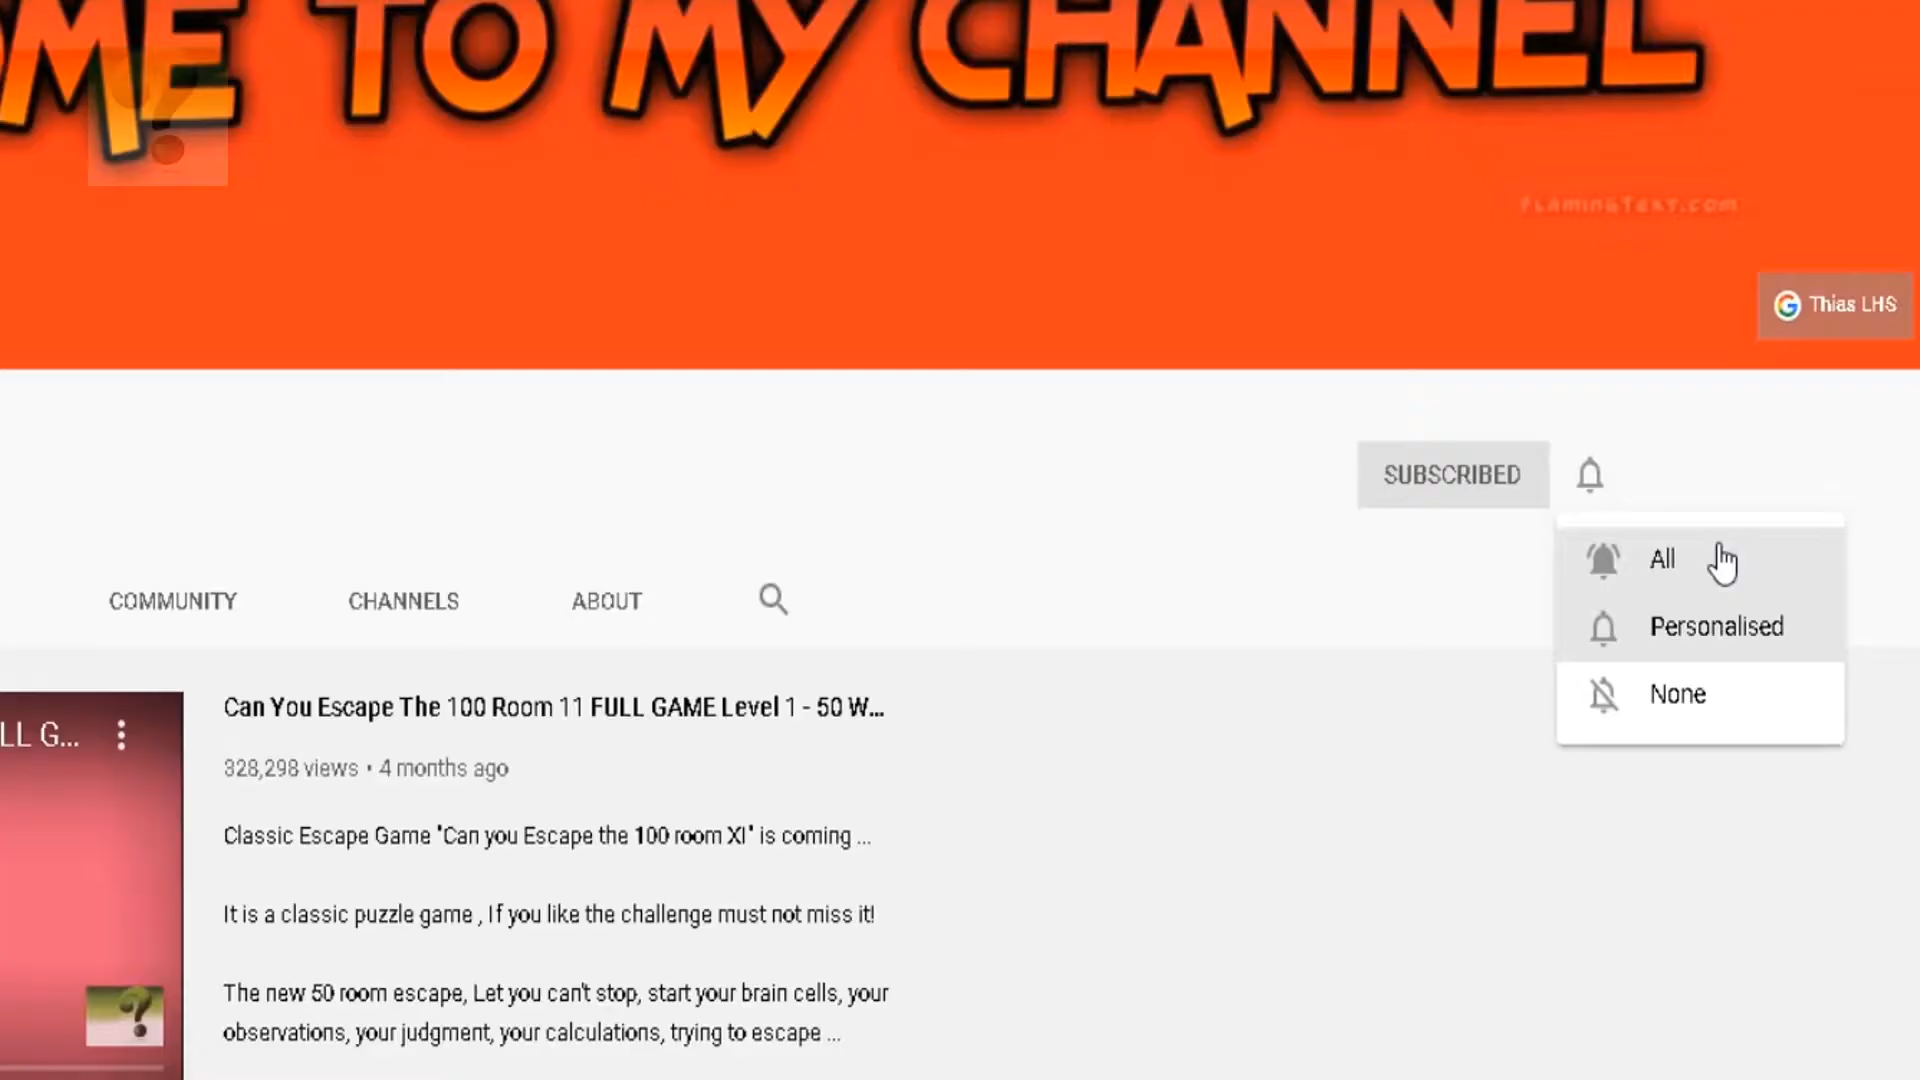 ME TO MY CHANNEL
FLAMINGTEXT.COM
Thias LHS
SUBSCRIBED
All
Personalised
None
COMMUNITY CHANNELS ABOUT
LL G...
Can You Escape The 100 Room 11 FULL GAME Level 1 - 50 W...
328,298 views • 4 months ago
Classic Escape Game "Can you Escape the 100 room XI" is coming ...
It is a classic puzzle game , If you like the challenge must not miss it!
The new 50 room escape, Let you can't stop, start your brain cells, your
observations, your judgment, your calculations, trying to escape ...